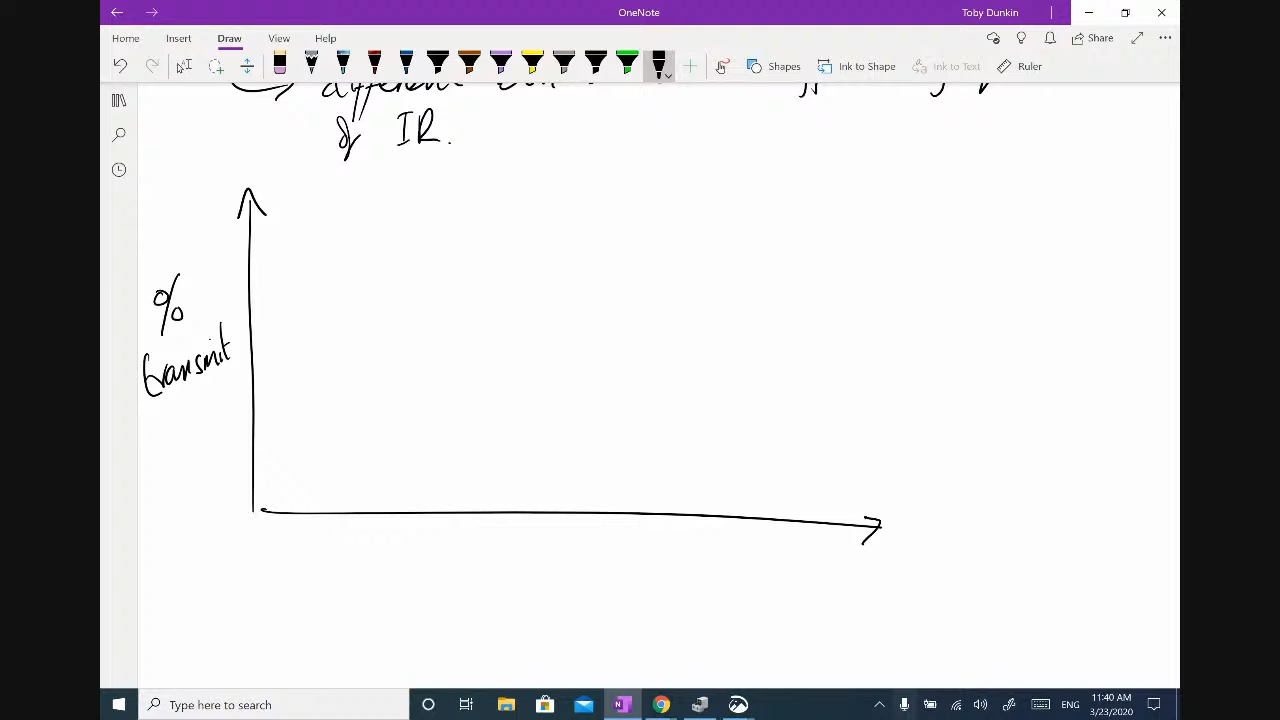 OneNote
Toby Dunkin
Home Insert Draw View Help
Share
Shapes Ink to Shape Ink to Text Ruler
different
of IR.
%
transmit
Type here to search
ENG
11:40 AM
3/23/2020